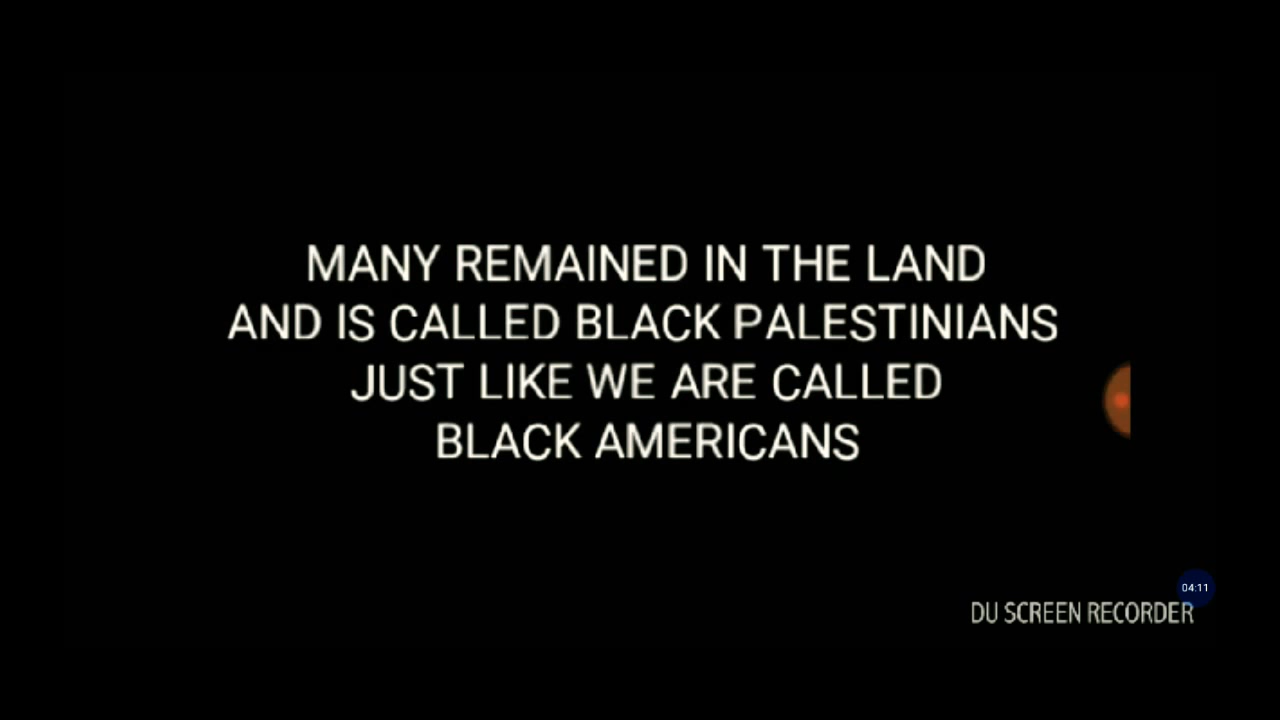 MANY REMAINED IN THE LAND
AND IS CALLED BLACK PALESTINIANS
JUST LIKE WE ARE CALLED
BLACK AMERICANS
04:11
DU SCREEN RECORDER